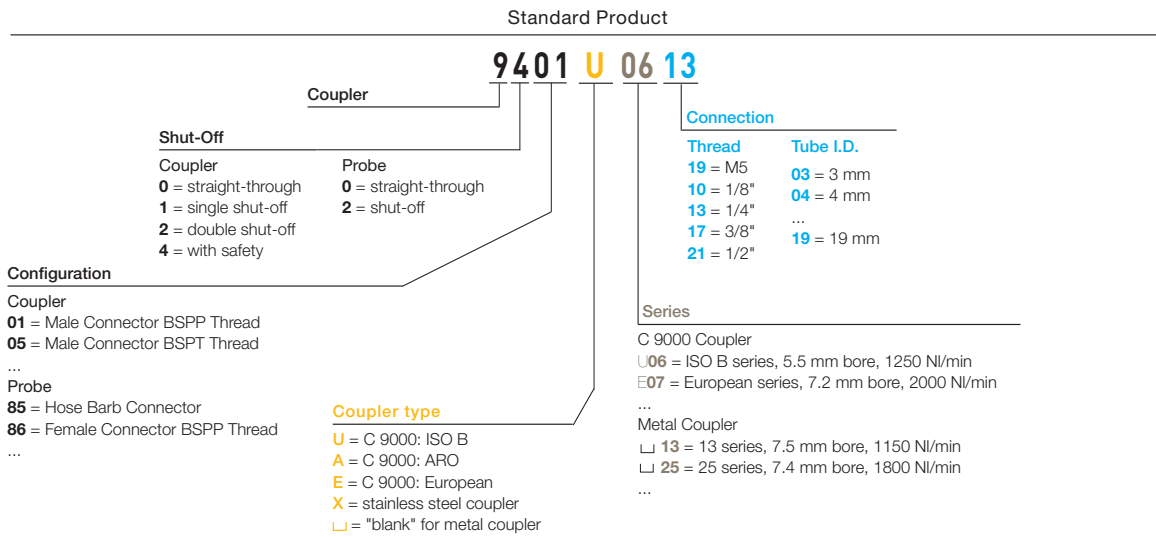 Standard Product
9401 U 06 13
Coupler
Shut-Off
Coupler
0 = straight-through
1 = single shut-off
2 = double shut-off
4 = with safety
Probe
0 = straight-through
2 = shut-off
Configuration
Coupler
01 = Male Connector BSPP Thread
05 = Male Connector BSPT Thread
...
Probe
85 = Hose Barb Connector
86 = Female Connector BSPP Thread
...
Coupler type
U = C 9000: ISO B
A = C 9000: ARO
E = C 9000: European
X = stainless steel coupler
⌴ = "blank" for metal coupler
Connection
Thread
19 = M5
10 = 1/8"
13 = 1/4"
17 = 3/8"
21 = 1/2"
Tube I.D.
03 = 3 mm
04 = 4 mm
...
19 = 19 mm
Series
C 9000 Coupler
U06 = ISO B series, 5.5 mm bore, 1250 Nl/min
E07 = European series, 7.2 mm bore, 2000 Nl/min
...
Metal Coupler
⌴ 13 = 13 series, 7.5 mm bore, 1150 Nl/min
⌴ 25 = 25 series, 7.4 mm bore, 1800 Nl/min
...